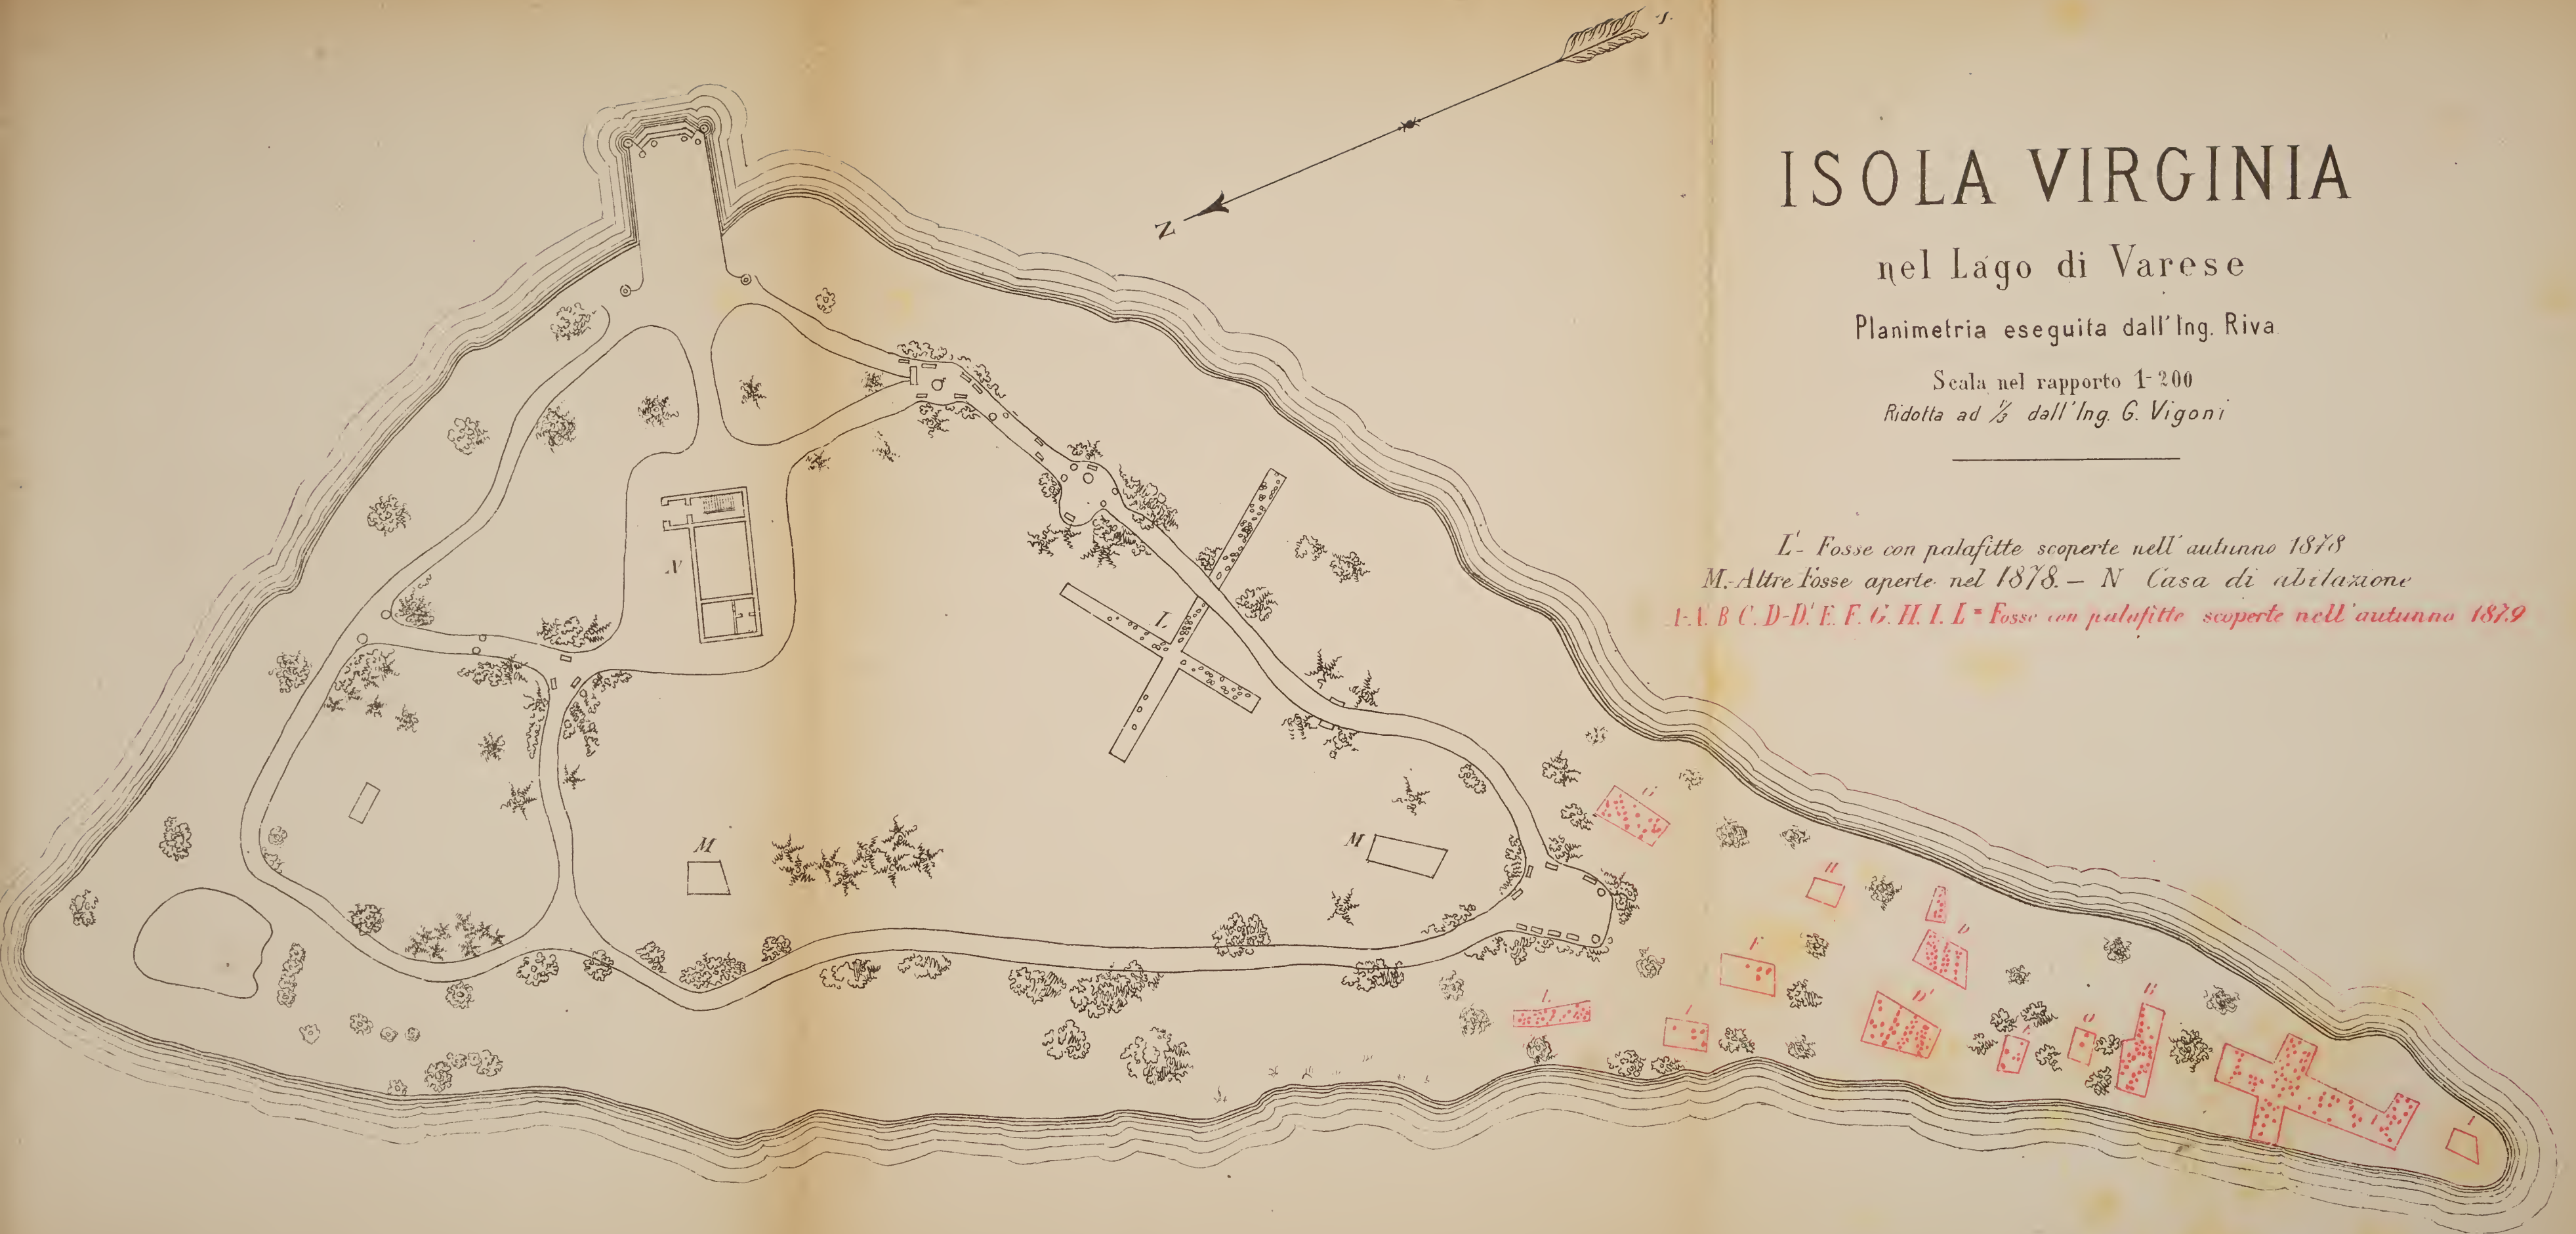 S.
N
ISOLA VIRGINIA
nel Lago di Varese
Planimetria eseguita dall'Ing. Riva
Scala nel rapporto 1-200
Ridotta ad 1/3 dall'Ing. G. Vigoni
L'- Fosse con palafitte scoperte nell'autunno 1878
M.-Altre Fosse aperte nel 1878. — N Casa di abitazione
B C. D-D'. E. F. G. H. I. L = Fosse con palafitte scoperte nell'autunno 1879
N
L
M
M
G
H
D
F
D'
L
I
B
C